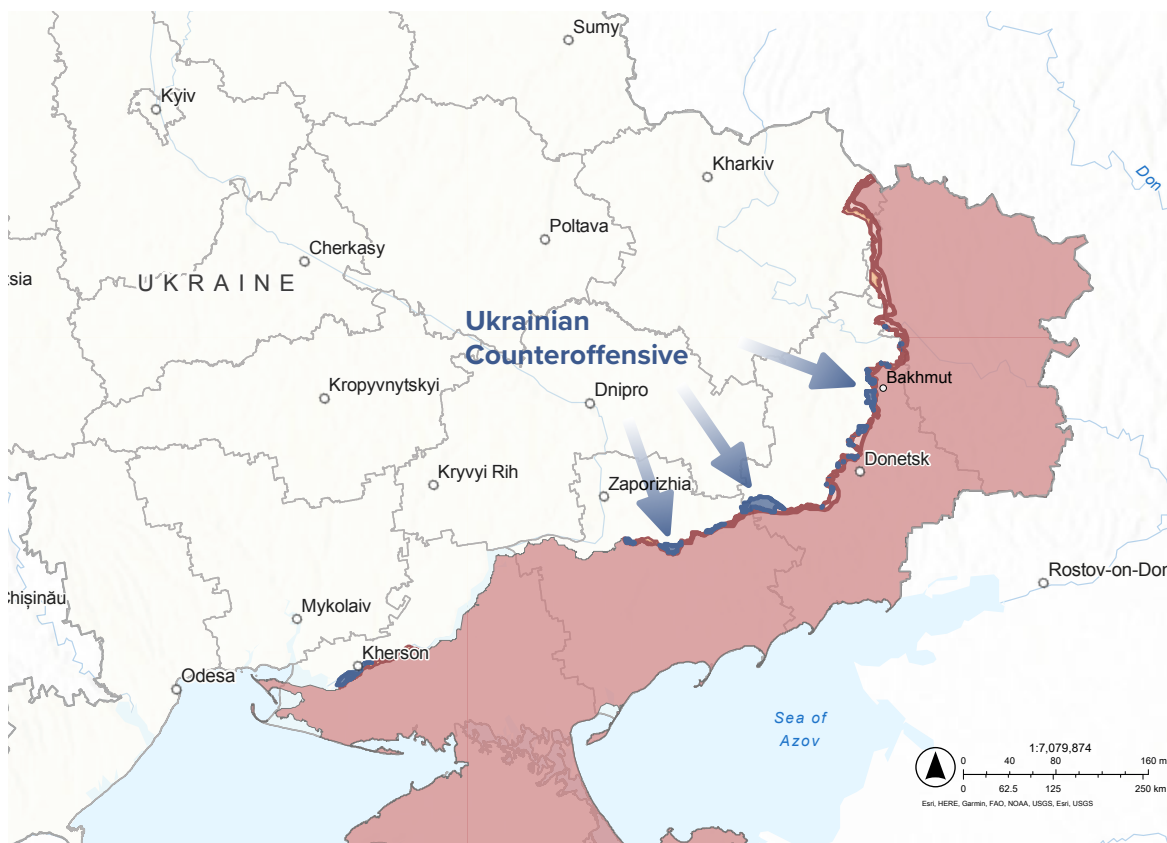 Sumy
Kyiv
Kharkiv
Don
Poltava
Cherkasy
sia
UKRAINE
Ukrainian
Counteroffensive
Bakhmut
Kropyvnytskyi
Dnipro
Donetsk
Kryvyi Rih
Zaporizhia
Rostov-on-Don
Chișinău
Mykolaiv
Kherson
Odesa
Sea of
Azov
1:7,079,874
0 40 80 160 m
0 62.5 125 250 km
Esri, HERE, Garmin, FAO, NOAA, USGS, Esri, USGS